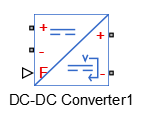 +
+
-
V
F
-
DC-DC Converter1